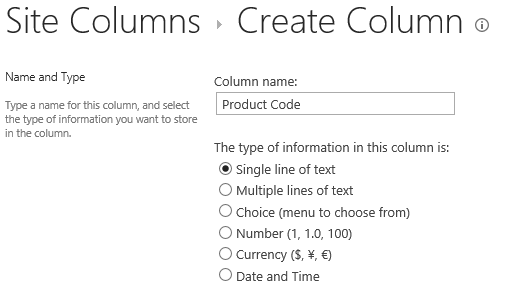 Site Columns ▸ Create Column
Name and Type
Type a name for this column, and select
the type of information you want to store
in the column.
Column name:
Product Code
The type of information in this column is:
Single line of text
Multiple lines of text
Choice (menu to choose from)
Number (1, 1.0, 100)
Currency ($, ¥, €)
Date and Time